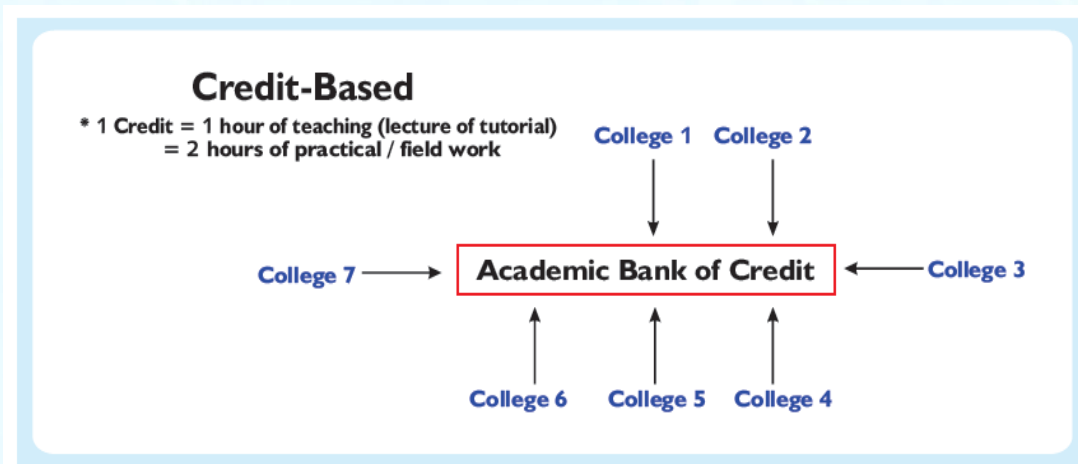 Credit-Based
* 1 Credit = 1 hour of teaching (lecture of tutorial)
= 2 hours of practical / field work
College 1 College 2
College 7
Academic Bank of Credit
College 3
College 6 College 5 College 4